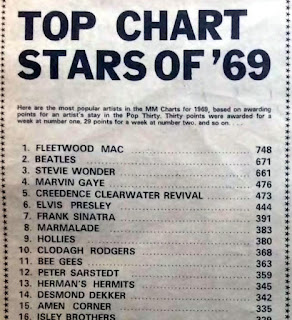 TOP CHART
STARS OF '69
Here are the most popular artists in the MM Charts for 1969, based on awarding
points for an artist's stay in the Pop Thirty. Thirty points were awarded for a
week at number one, 29 points for a week at number two, and so on. .
1. FLEETWOOD MAC 748
2. BEATLES 671
3. STEVIE WONDER 661
4. MARVIN GAYE 476
5. CREEDENCE CLEARWATER REVIVAL 473
6. ELVIS PRESLEY 444
7. FRANK SINATRA 391
8. MARMALADE 383
9. HOLLIES 380
10. CLODAGH RODGERS 368
11. BEE GEES 363
12. PETER SARSTEDT 359
13. HERMAN'S HERMITS 345
14. DESMOND DEKKER 342
15. AMEN CORNER 335
16. ISLEY BROTHERS